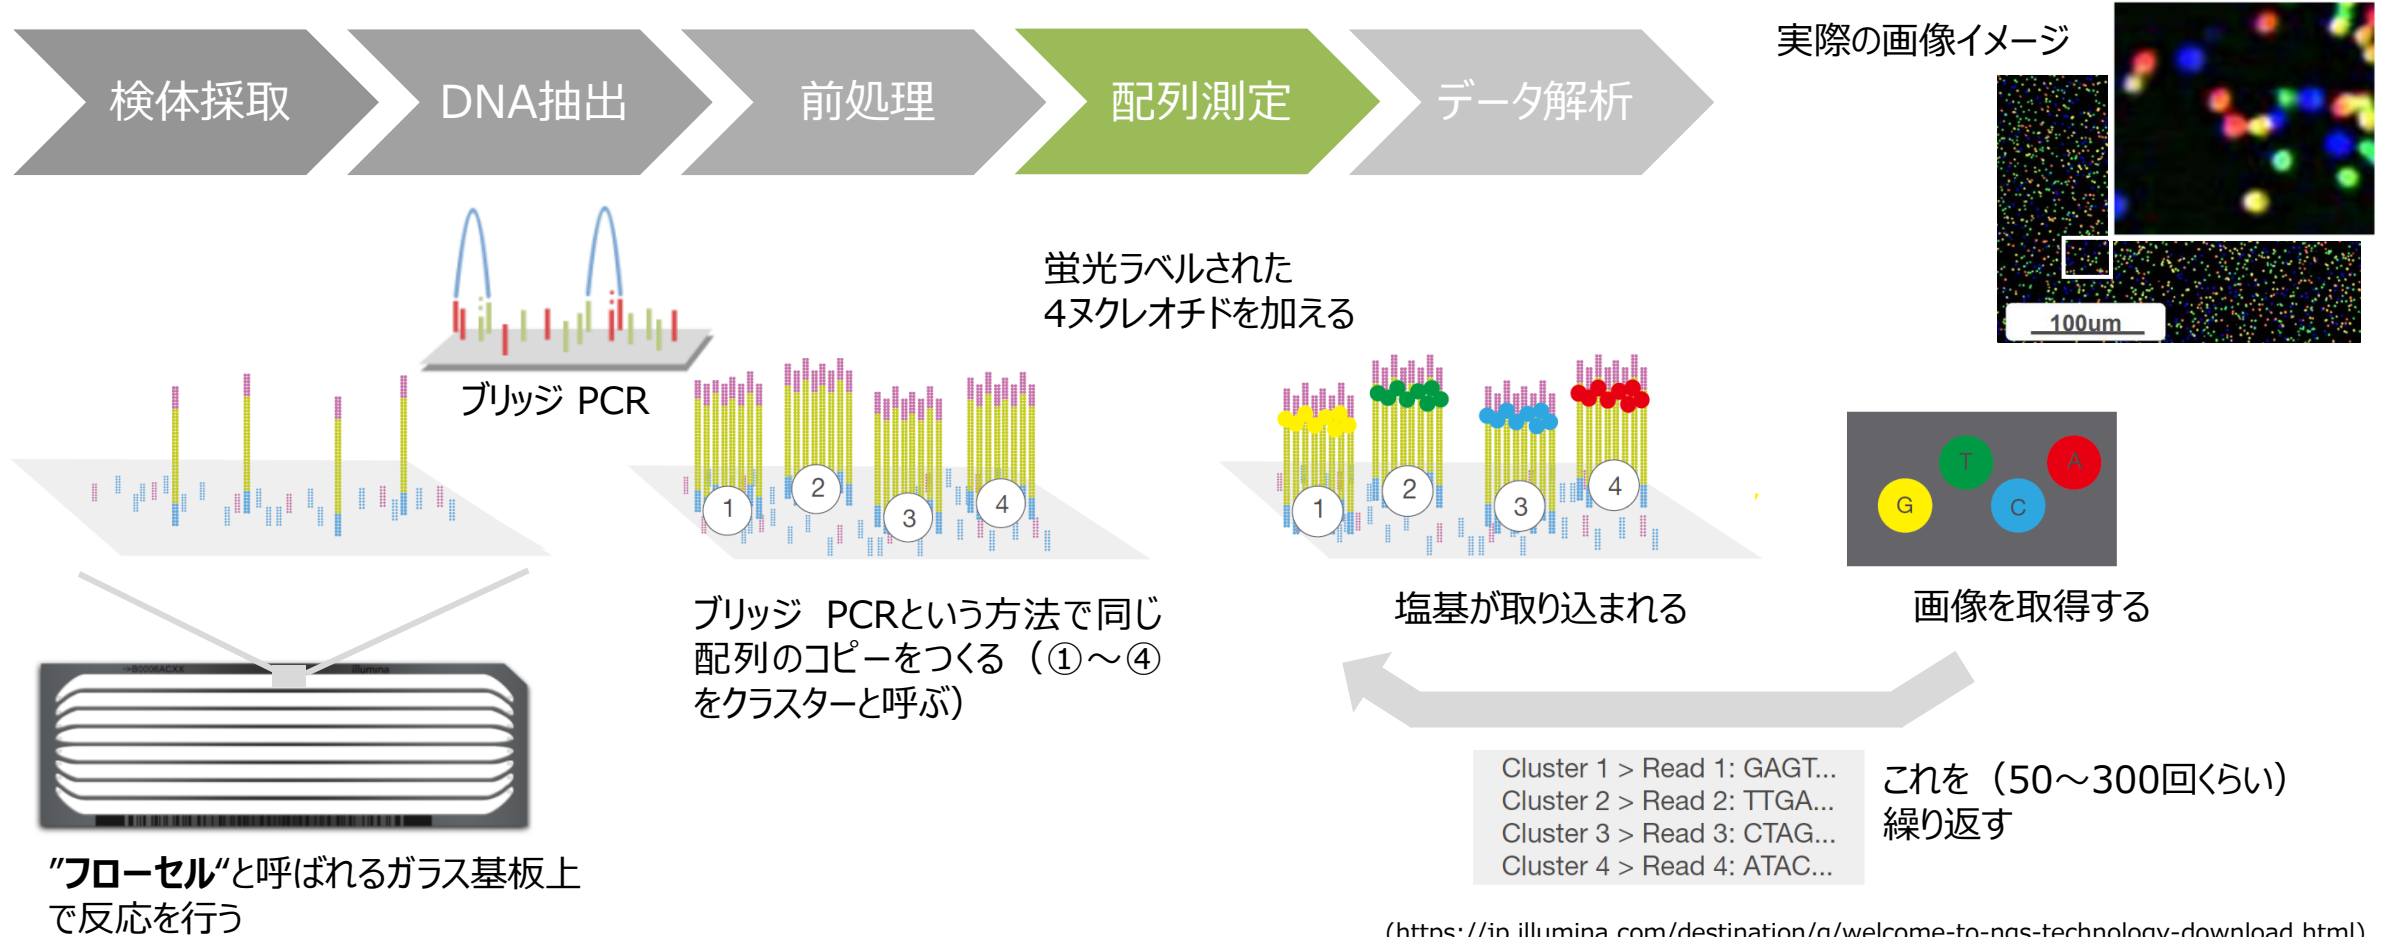 検体採取
DNA抽出
前処理
配列測定
データ解析
実際の画像イメージ
100um
ブリッジ PCR
蛍光ラベルされた
4ヌクレオチドを加える
1
2
3
4
1
2
3
4
G
T
C
A
ブリッジ PCRという方法で同じ
配列のコピーをつくる（①～④
をクラスターと呼ぶ）
塩基が取り込まれる
画像を取得する
->B0006ACXX
illumina
Cluster 1 > Read 1: GAGT...
Cluster 2 > Read 2: TTGA...
Cluster 3 > Read 3: CTAG...
Cluster 4 > Read 4: ATAC...
これを（50～300回くらい）
繰り返す
”フローセル“と呼ばれるガラス基板上
で反応を行う
(https://jp.illumina.com/destination/g/welcome-to-ngs-technology-download.html)